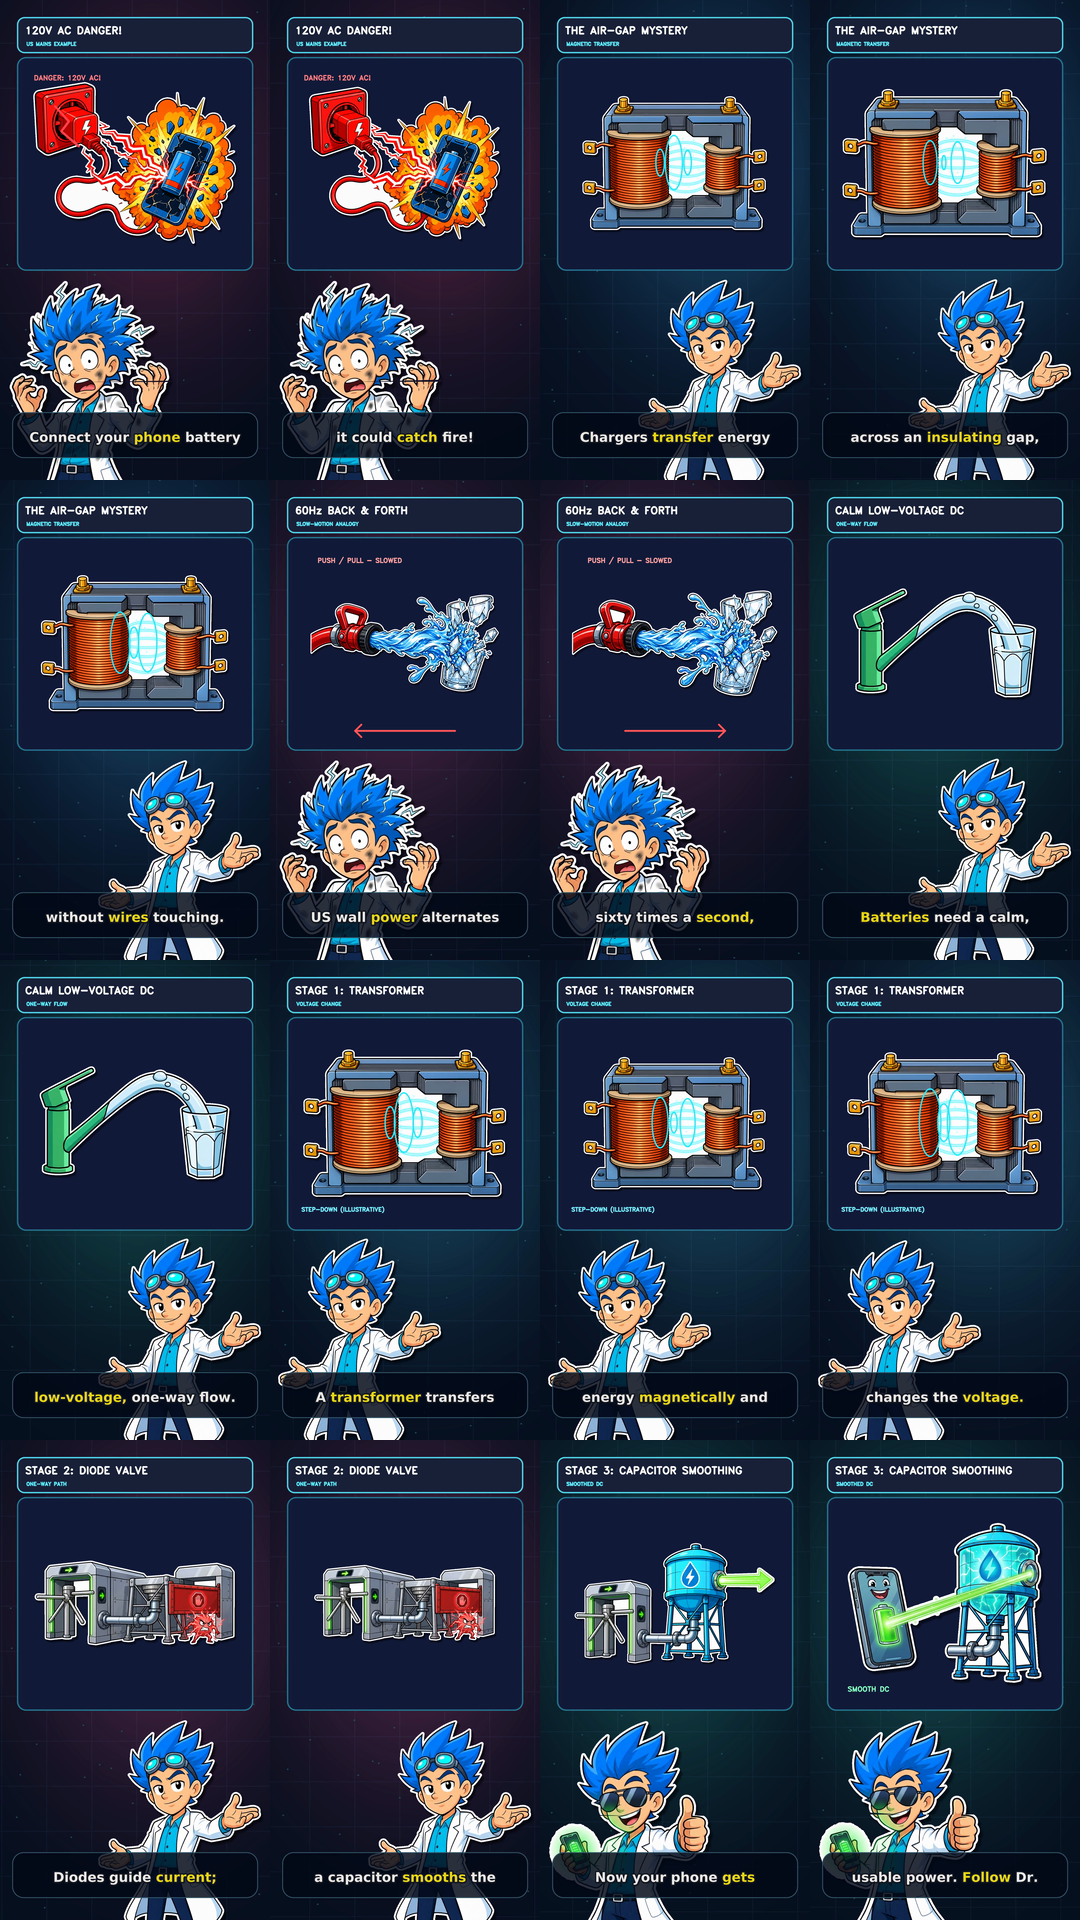 120V AC DANGER!
US MAINS EXAMPLE
DANGER: 120V AC!
Connect your phone battery
120V AC DANGER!
US MAINS EXAMPLE
DANGER: 120V AC!
it could catch fire!
THE AIR-GAP MYSTERY
MAGNETIC TRANSFER
Chargers transfer energy
THE AIR-GAP MYSTERY
MAGNETIC TRANSFER
across an insulating gap,
THE AIR-GAP MYSTERY
MAGNETIC TRANSFER
without wires touching.
60Hz BACK & FORTH
SLOW-MOTION ANALOGY
PUSH / PULL – SLOWED
US wall power alternates
60Hz BACK & FORTH
SLOW-MOTION ANALOGY
PUSH / PULL – SLOWED
sixty times a second,
CALM LOW-VOLTAGE DC
ONE-WAY FLOW
Batteries need a calm,
CALM LOW-VOLTAGE DC
ONE-WAY FLOW
low-voltage, one-way flow.
STAGE 1: TRANSFORMER
VOLTAGE CHANGE
STEP-DOWN (ILLUSTRATIVE)
A transformer transfers
STAGE 1: TRANSFORMER
VOLTAGE CHANGE
STEP-DOWN (ILLUSTRATIVE)
energy magnetically and
STAGE 1: TRANSFORMER
VOLTAGE CHANGE
STEP-DOWN (ILLUSTRATIVE)
changes the voltage.
STAGE 2: DIODE VALVE
ONE-WAY PATH
Diodes guide current;
STAGE 2: DIODE VALVE
ONE-WAY PATH
a capacitor smooths the
STAGE 3: CAPACITOR SMOOTHING
SMOOTHED DC
Now your phone gets
STAGE 3: CAPACITOR SMOOTHING
SMOOTHED DC
SMOOTH DC
usable power. Follow Dr.